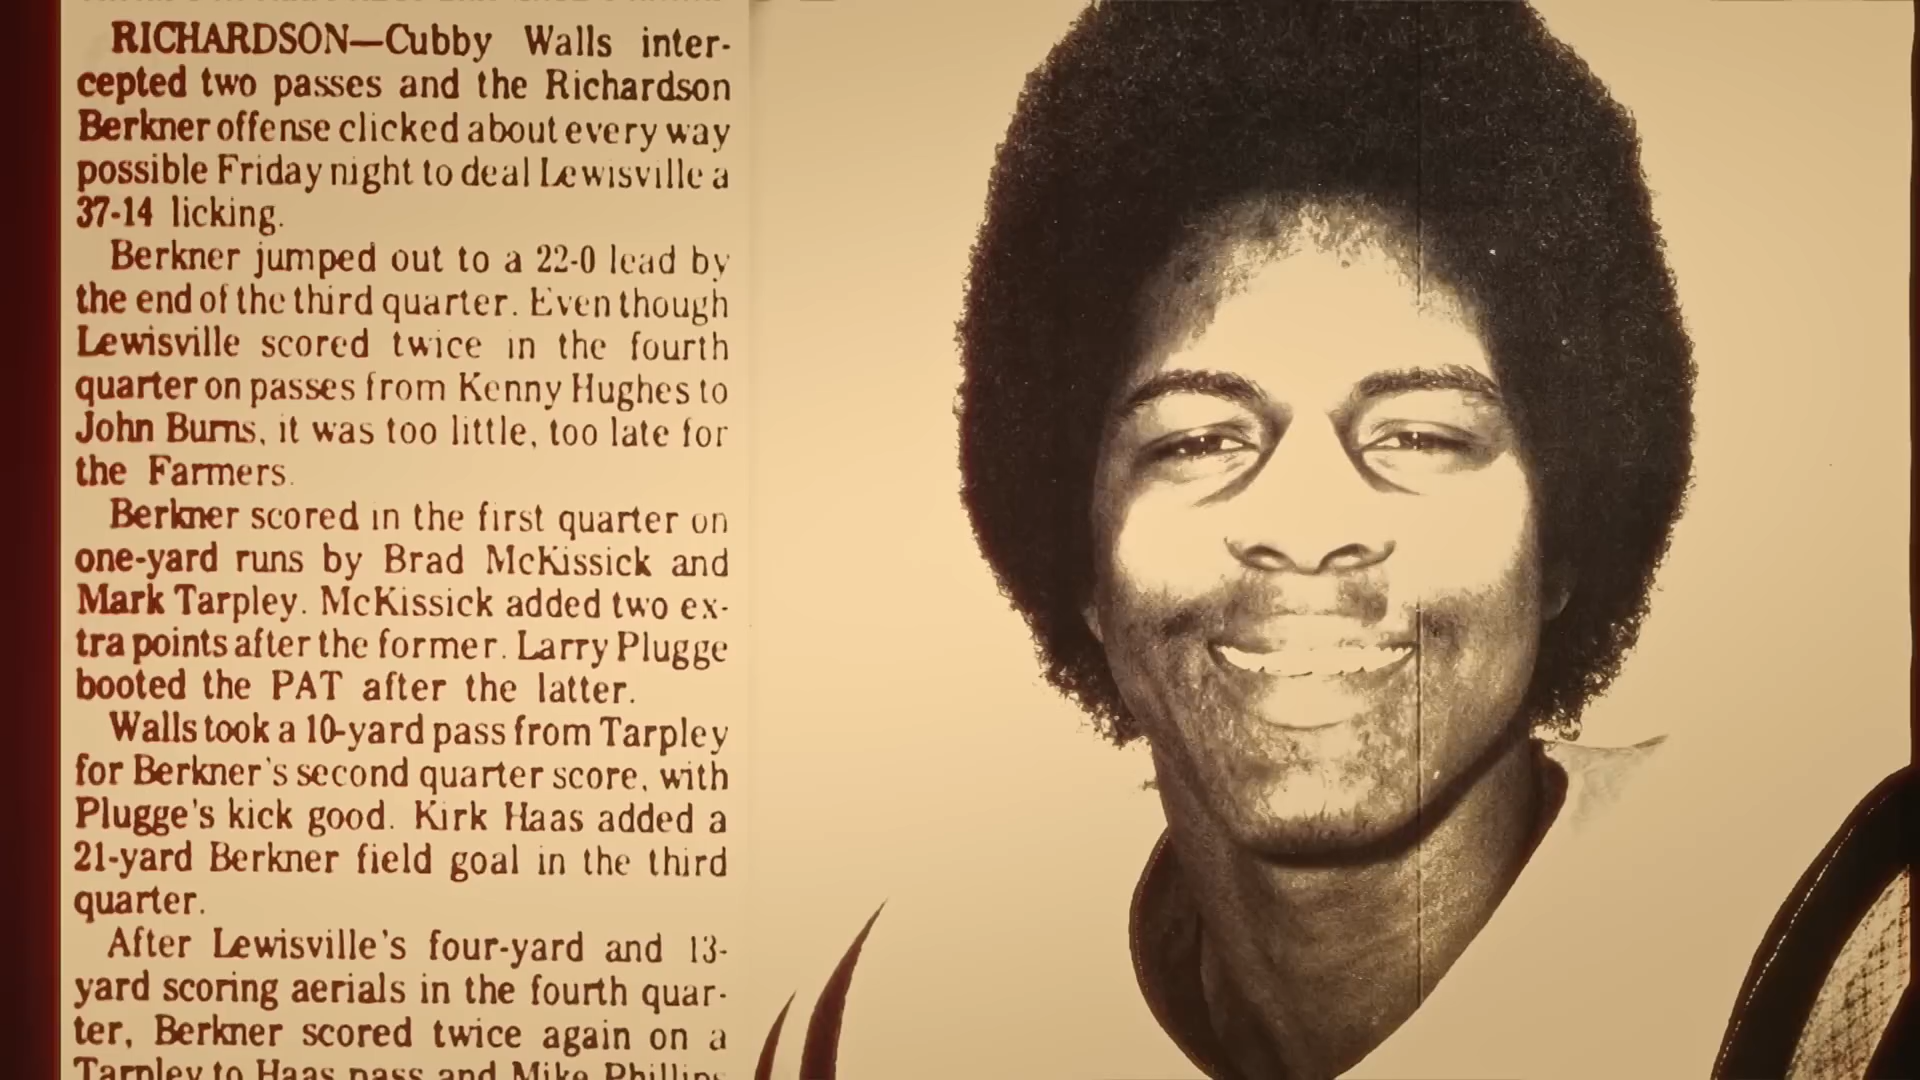 RICHARDSON—Cubby Walls inter-
cepted two passes and the Richardson
Berkner offense clicked about every way
possible Friday night to deal Lewisville a
37-14 licking.
Berkner jumped out to a 22-0 lead by
the end of the third quarter. Even though
Lewisville scored twice in the fourth
quarter on passes from Kenny Hughes to
John Burns, it was too little, too late for
the Farmers.
Berkner scored in the first quarter on
one-yard runs by Brad McKissick and
Mark Tarpley. McKissick added two ex-
tra points after the former. Larry Plugge
booted the PAT after the latter.
Walls took a 10-yard pass from Tarpley
for Berkner's second quarter score, with
Plugge's kick good. Kirk Haas added a
21-yard Berkner field goal in the third
quarter.
After Lewisville's four-yard and 13-
yard scoring aerials in the fourth quar-
ter, Berkner scored twice again on a
Tarpley to Haas pass and Mike Phillips